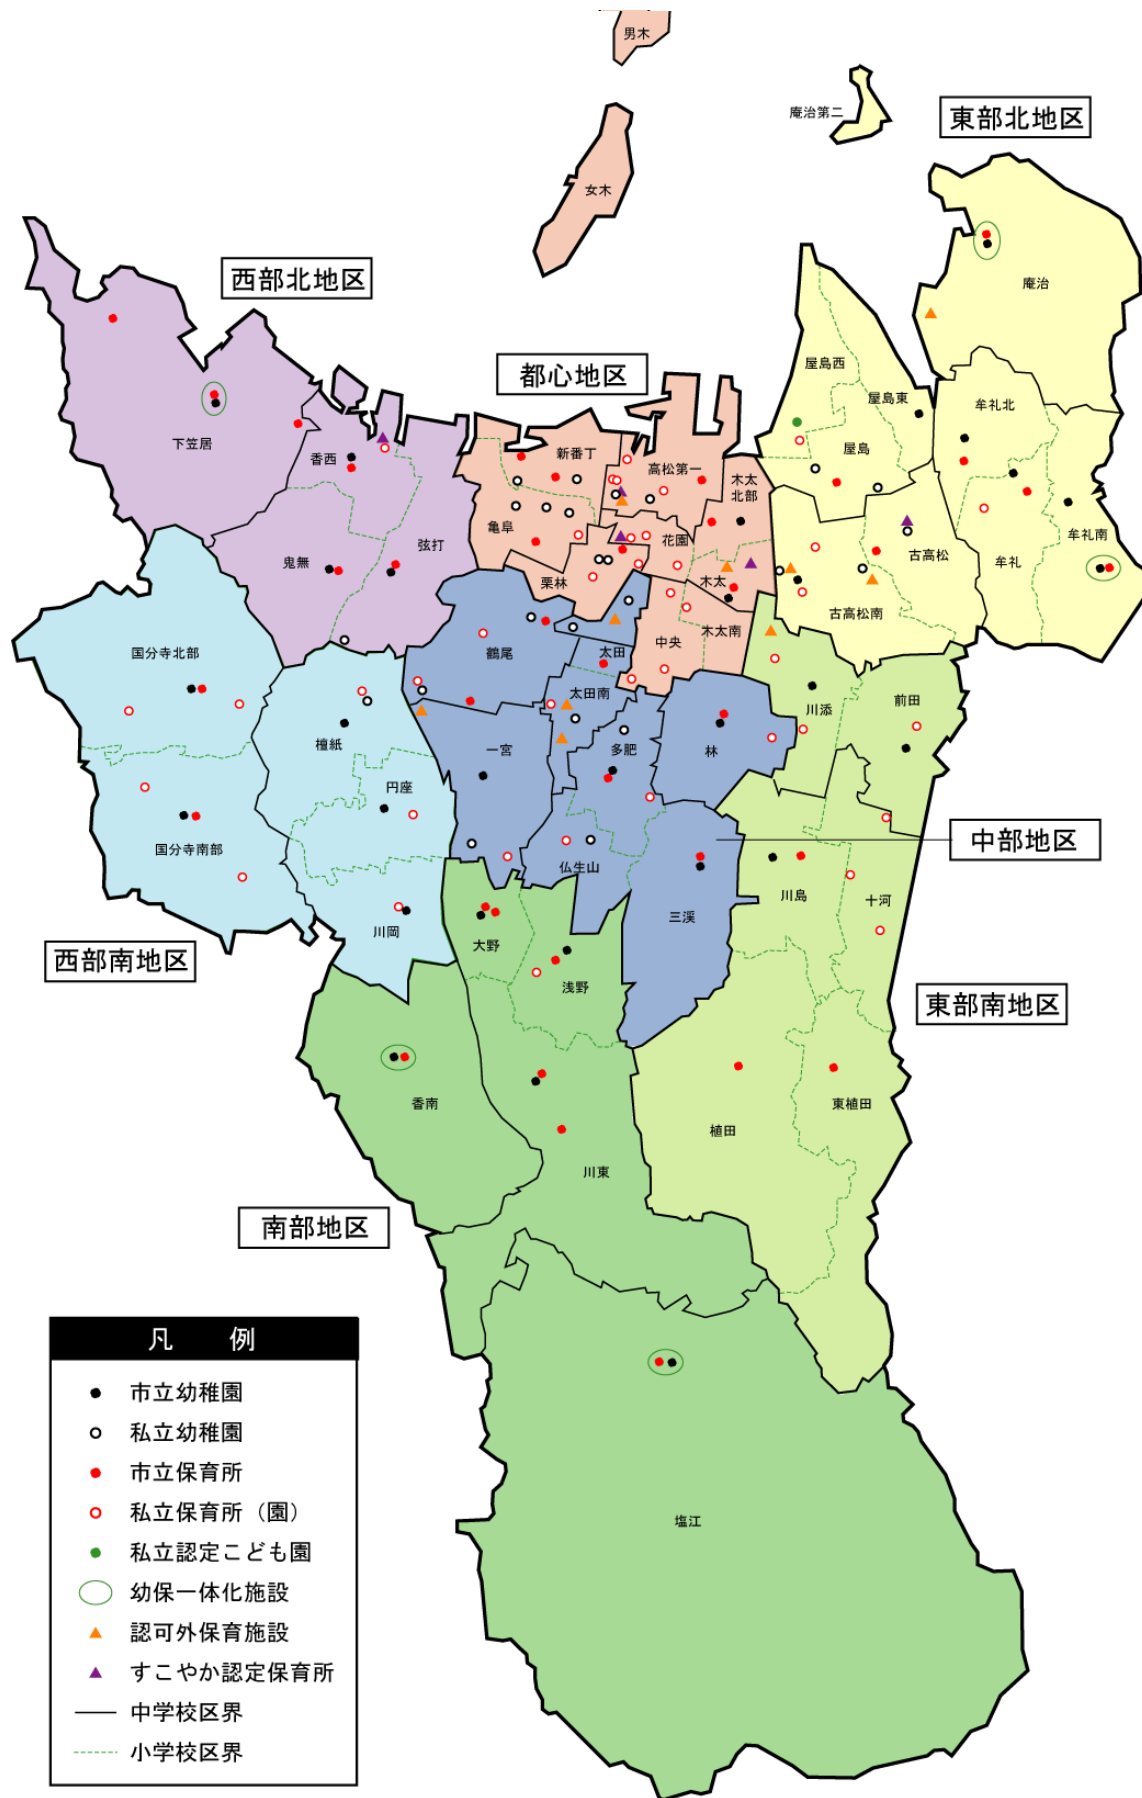 男木
庵治第二
東部北地区
女木
西部北地区
庵治
都心地区
屋島西
屋島東
牟礼北
下笠居
香西
新番丁
高松第一
木太
北部
屋島
亀阜
花園
弦打
鬼無
古高松
牟礼南
牟礼
栗林
木太
古高松南
国分寺北部
鶴尾
太田
中央
木太南
太田南
川添
前田
檀紙
一宮
多肥
林
円座
中部地区
国分寺南部
仏生山
川島
十河
三渓
川岡
大野
西部南地区
浅野
東部南地区
香南
東植田
植田
川東
南部地区
凡　例
市立幼稚園
私立幼稚園
市立保育所
私立保育所（園）
私立認定こども園
幼保一体化施設
認可外保育施設
すこやか認定保育所
中学校区界
小学校区界
塩江